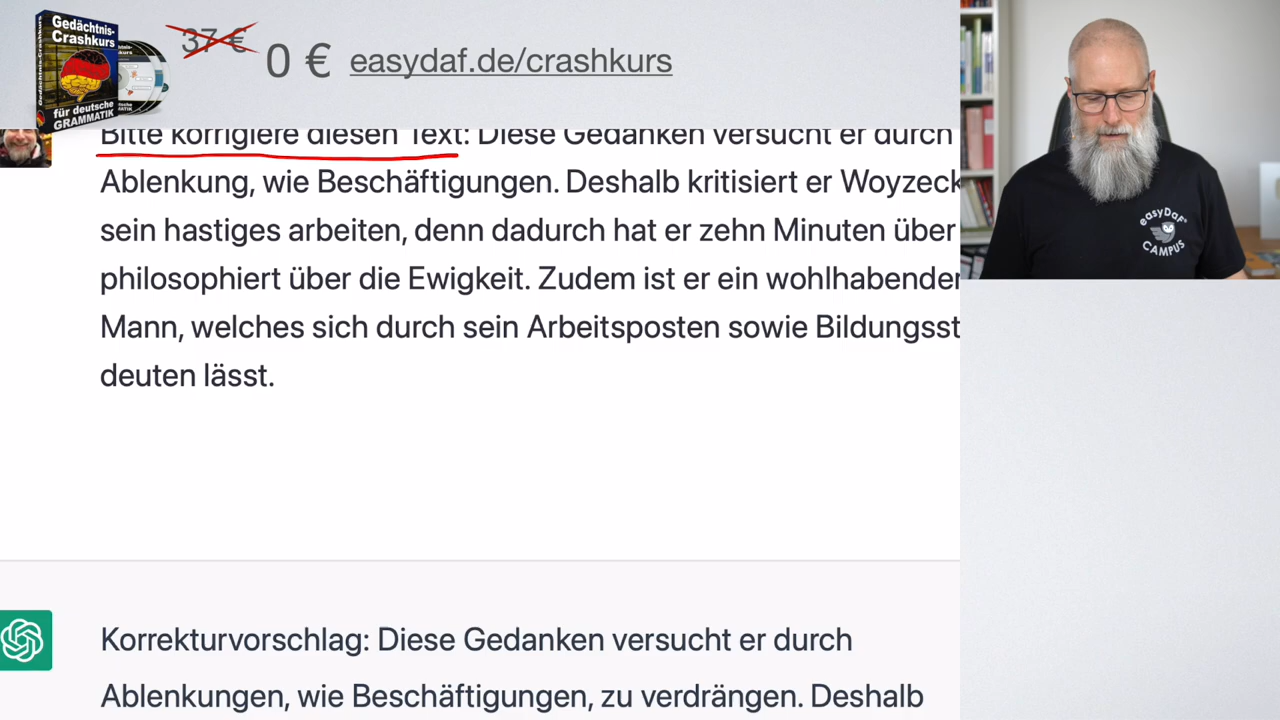 Gedächtnis-
Crashkurs
für deutsche
GRAMMATIK
37 €
0 €
easydaf.de/crashkurs
Bitte korrigiere diesen Text: Diese Gedanken versucht er durch
Ablenkung, wie Beschäftigungen. Deshalb kritisiert er Woyzeck
sein hastiges arbeiten, denn dadurch hat er zehn Minuten über
philosophiert über die Ewigkeit. Zudem ist er ein wohlhabender
Mann, welches sich durch sein Arbeitsposten sowie Bildungsst
deuten lässt.
Korrekturvorschlag: Diese Gedanken versucht er durch
Ablenkungen, wie Beschäftigungen, zu verdrängen. Deshalb
easyDaF
CAMPUS